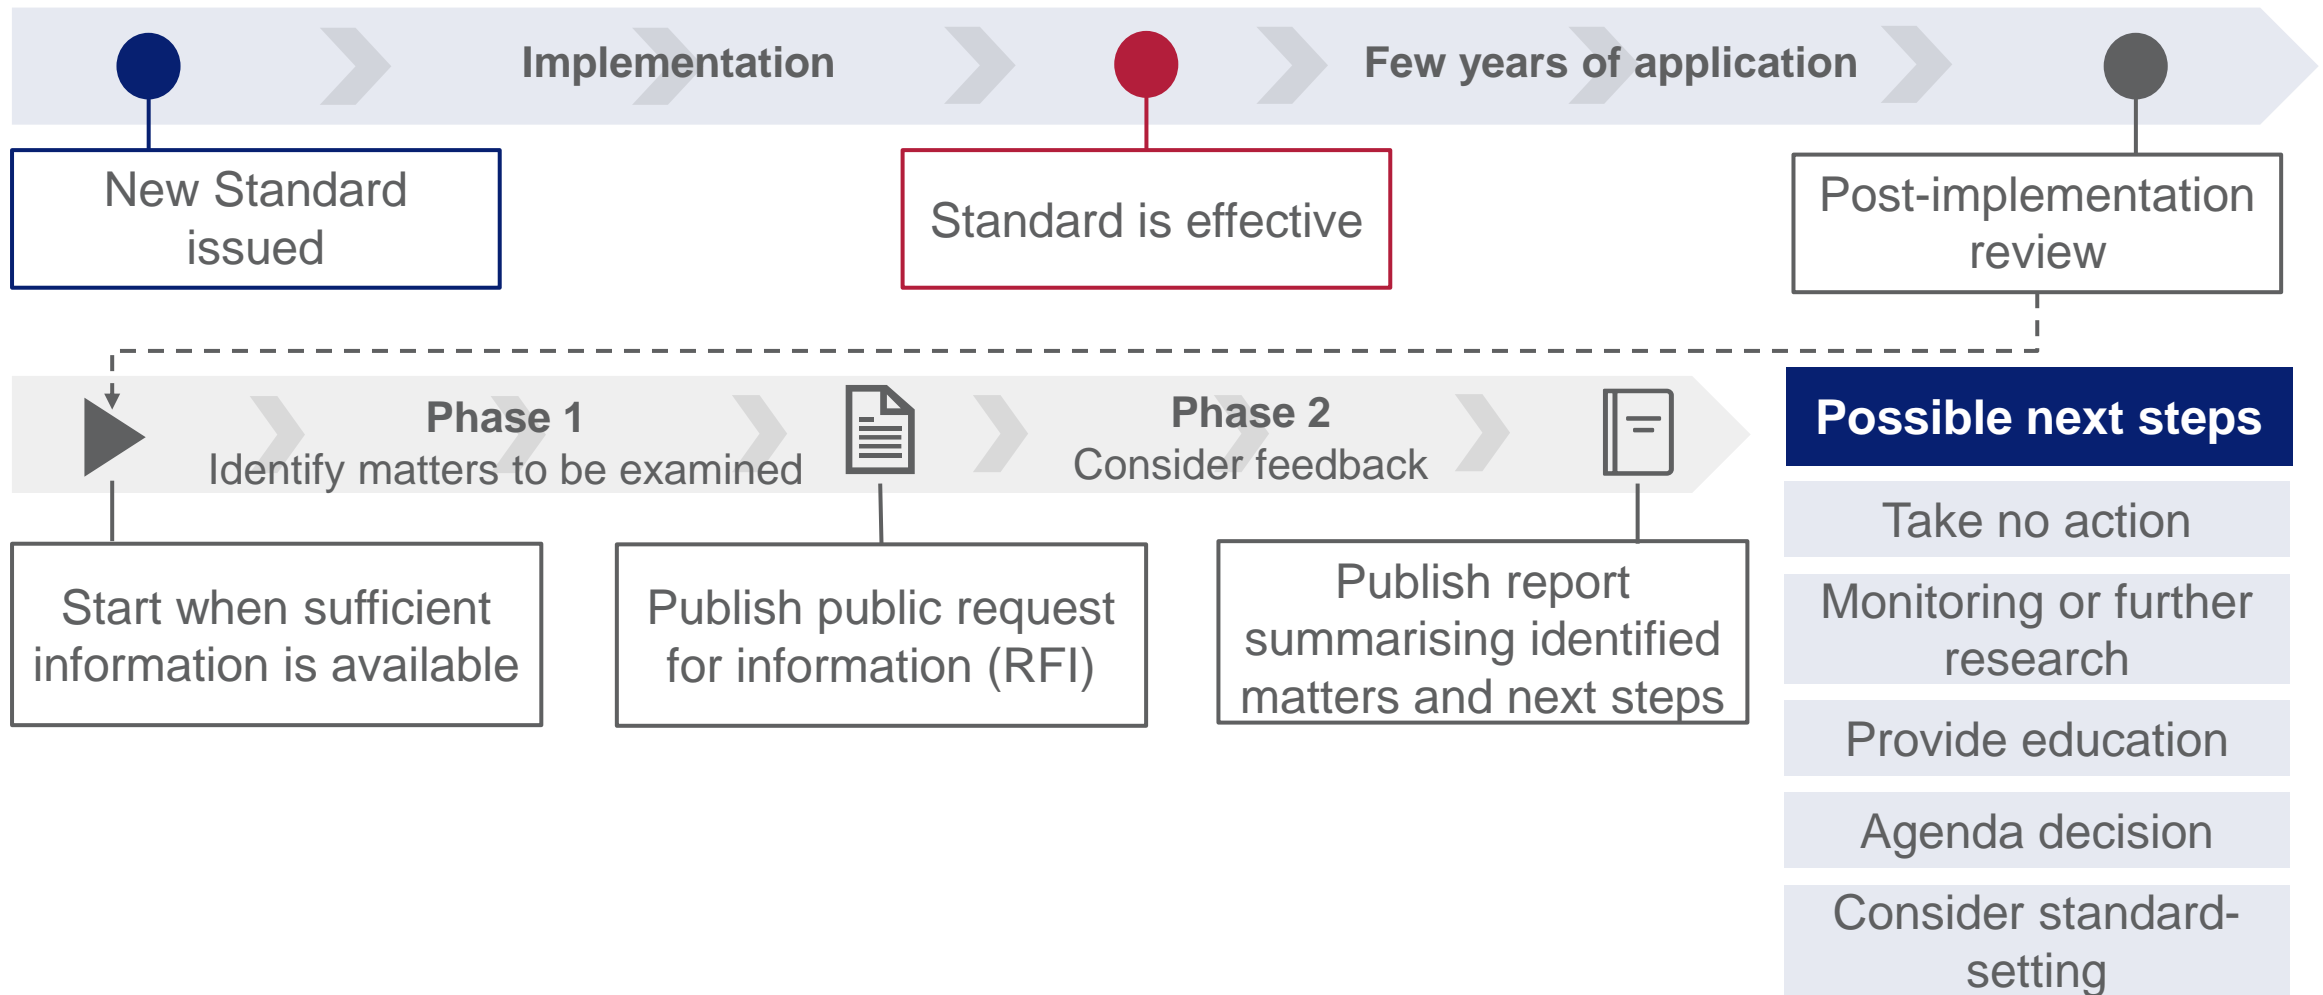 Implementation
Few years of application
New Standard
issued
Standard is effective
Post-implementation
review
Phase 1
Identify matters to be examined
Phase 2
Consider feedback
Start when sufficient
information is available
Publish public request
for information (RFI)
Publish report
summarising identified
matters and next steps
Possible next steps
Take no action
Monitoring or further
research
Provide education
Agenda decision
Consider standard-
setting